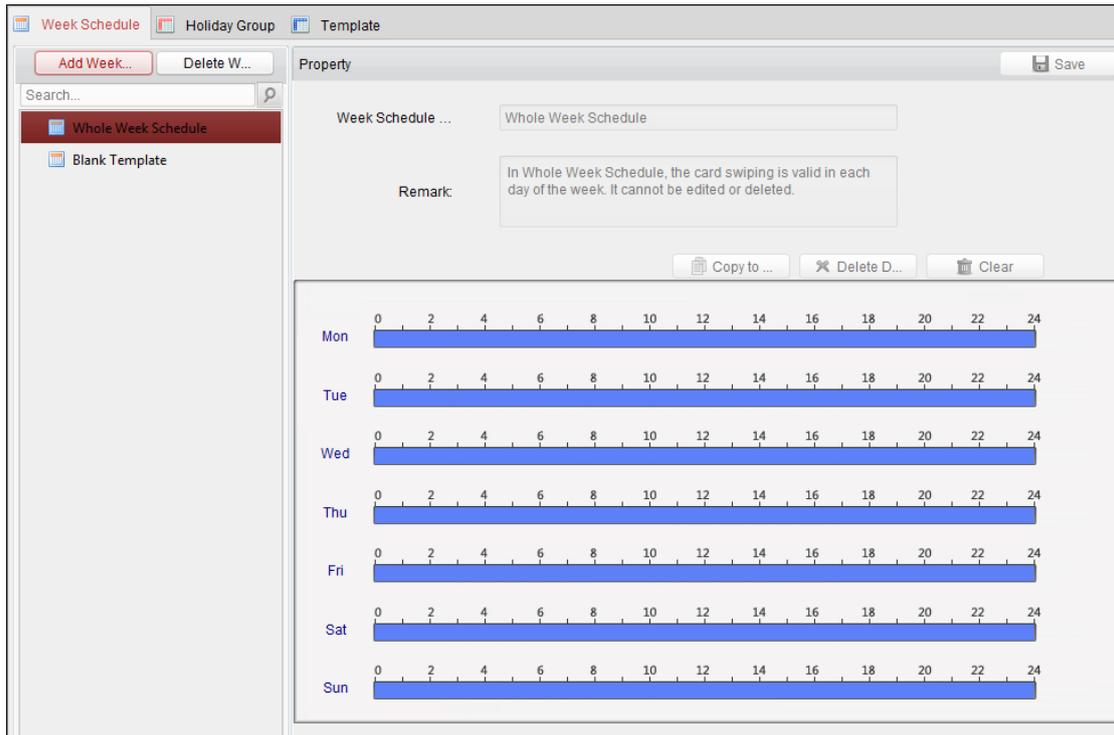 Week Schedule Holiday Group Template
Add Week... Delete W... Property Save
Search...
Whole Week Schedule
Blank Template
Week Schedule ... Whole Week Schedule
Remark: In Whole Week Schedule, the card swiping is valid in each
day of the week. It cannot be edited or deleted.
Copy to ... Delete D... Clear
0 2 4 6 8 10 12 14 16 18 20 22 24
Mon
0 2 4 6 8 10 12 14 16 18 20 22 24
Tue
0 2 4 6 8 10 12 14 16 18 20 22 24
Wed
0 2 4 6 8 10 12 14 16 18 20 22 24
Thu
0 2 4 6 8 10 12 14 16 18 20 22 24
Fri
0 2 4 6 8 10 12 14 16 18 20 22 24
Sat
0 2 4 6 8 10 12 14 16 18 20 22 24
Sun